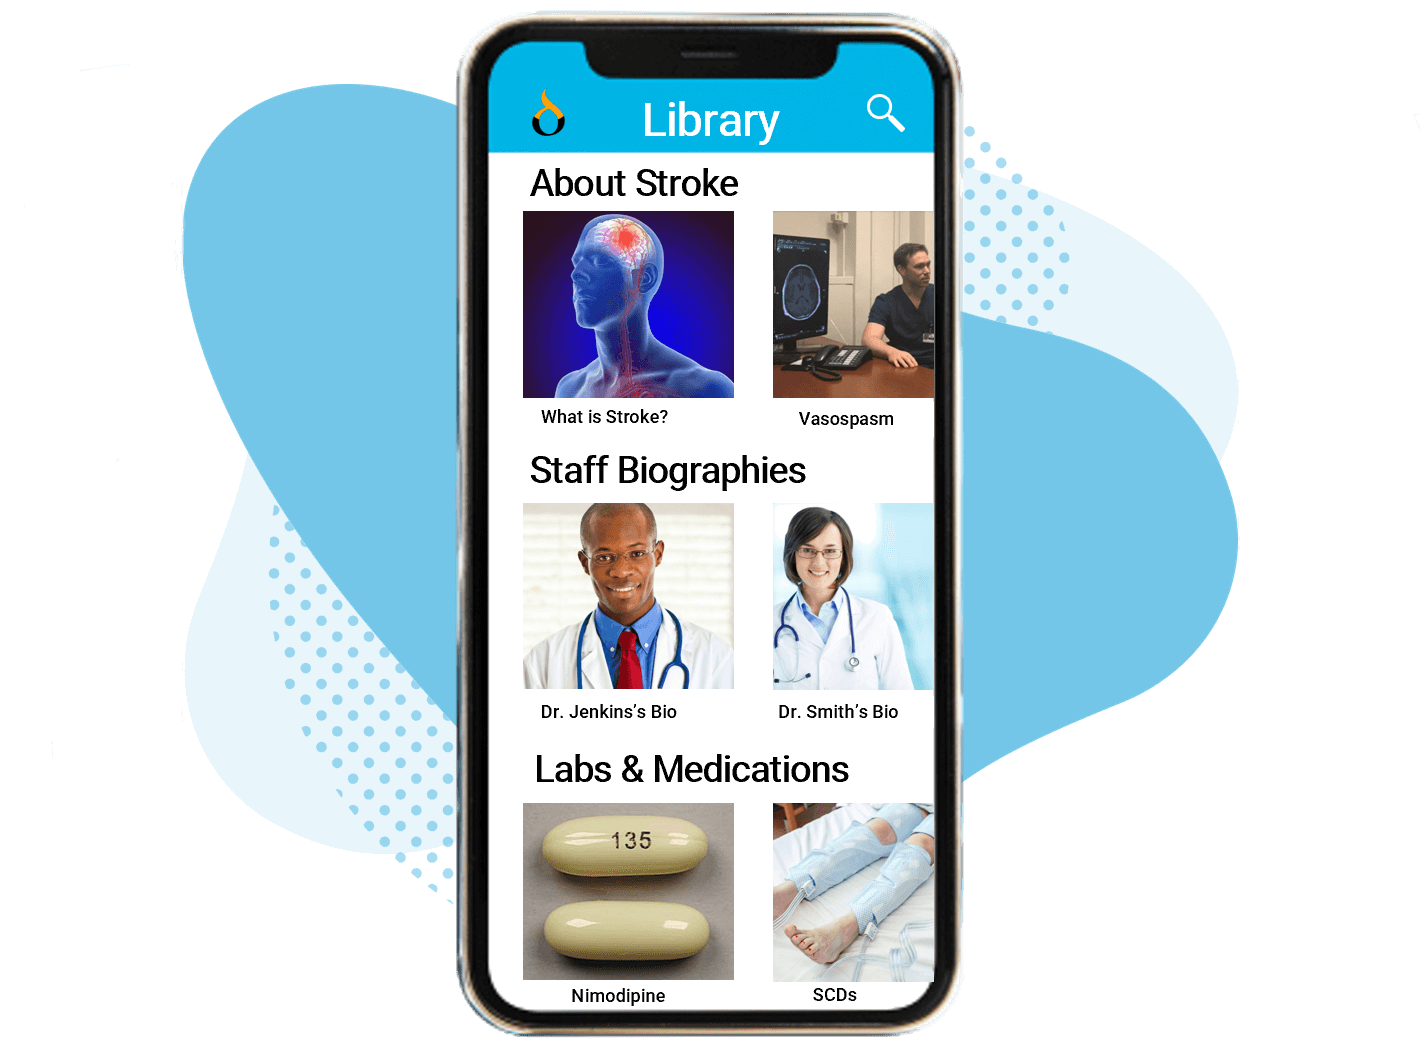 Library
About Stroke
What is Stroke?
Vasospasm
Staff Biographies
Dr. Jenkins's Bio
Dr. Smith's Bio
Labs & Medications
135
Nimodipine
SCDs